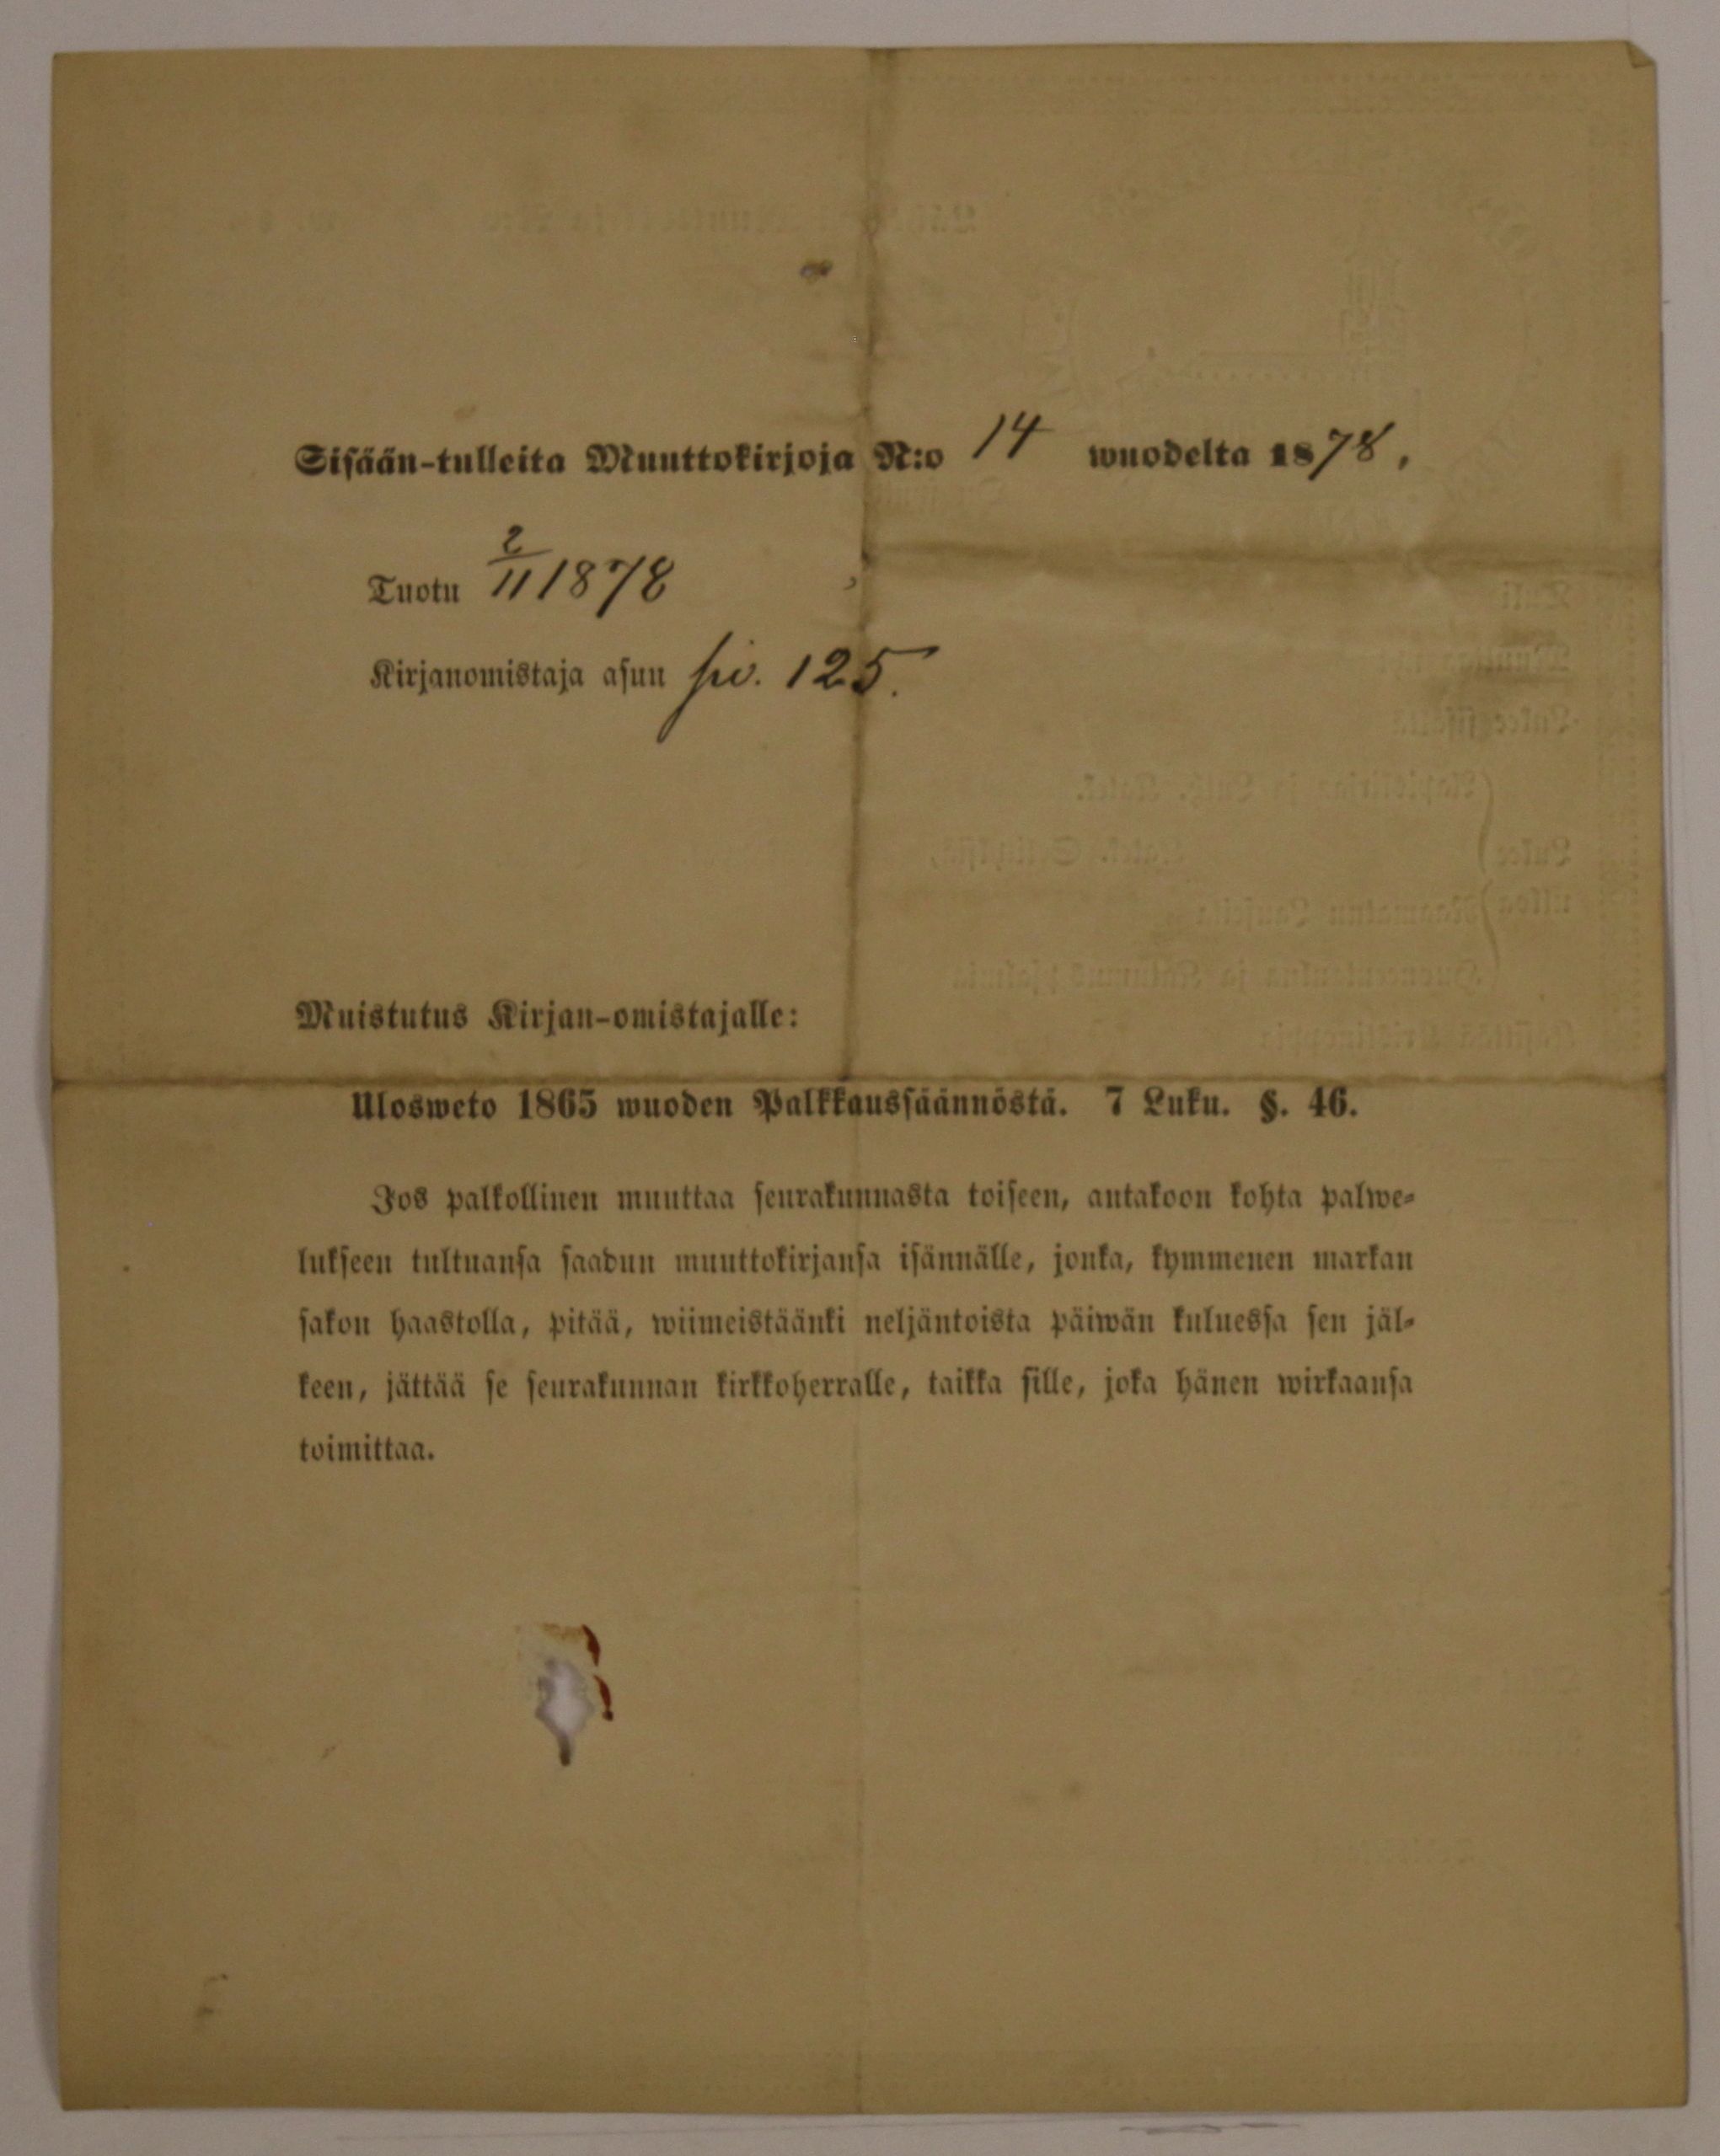 Sisään-tulleita Muuttokirjoja N:o 14 wuodelta 1878.
Tuotu 2/11 1878
Kirjanomistaja asuu siv. 125.
Muistutus Kirjan-omistajalle:
Ulosweto 1865 wuoden Palkkaussäännöstä. 7 Luku. §. 46.
Jos palkollinen muuttaa seurakunnasta toiseen, antakoon kohta palwe-
lukseen tultuansa saadun muuttokirjansa isännälle, jonka, kymmenen markan
sakon haastolla, pitää, wiimeistäänki neljäntoista päiwän kuluessa sen jäl-
keen, jättää se seurakunnan kirkkoherralle, taikka sille, joka hänen wirkaansa
toimittaa.